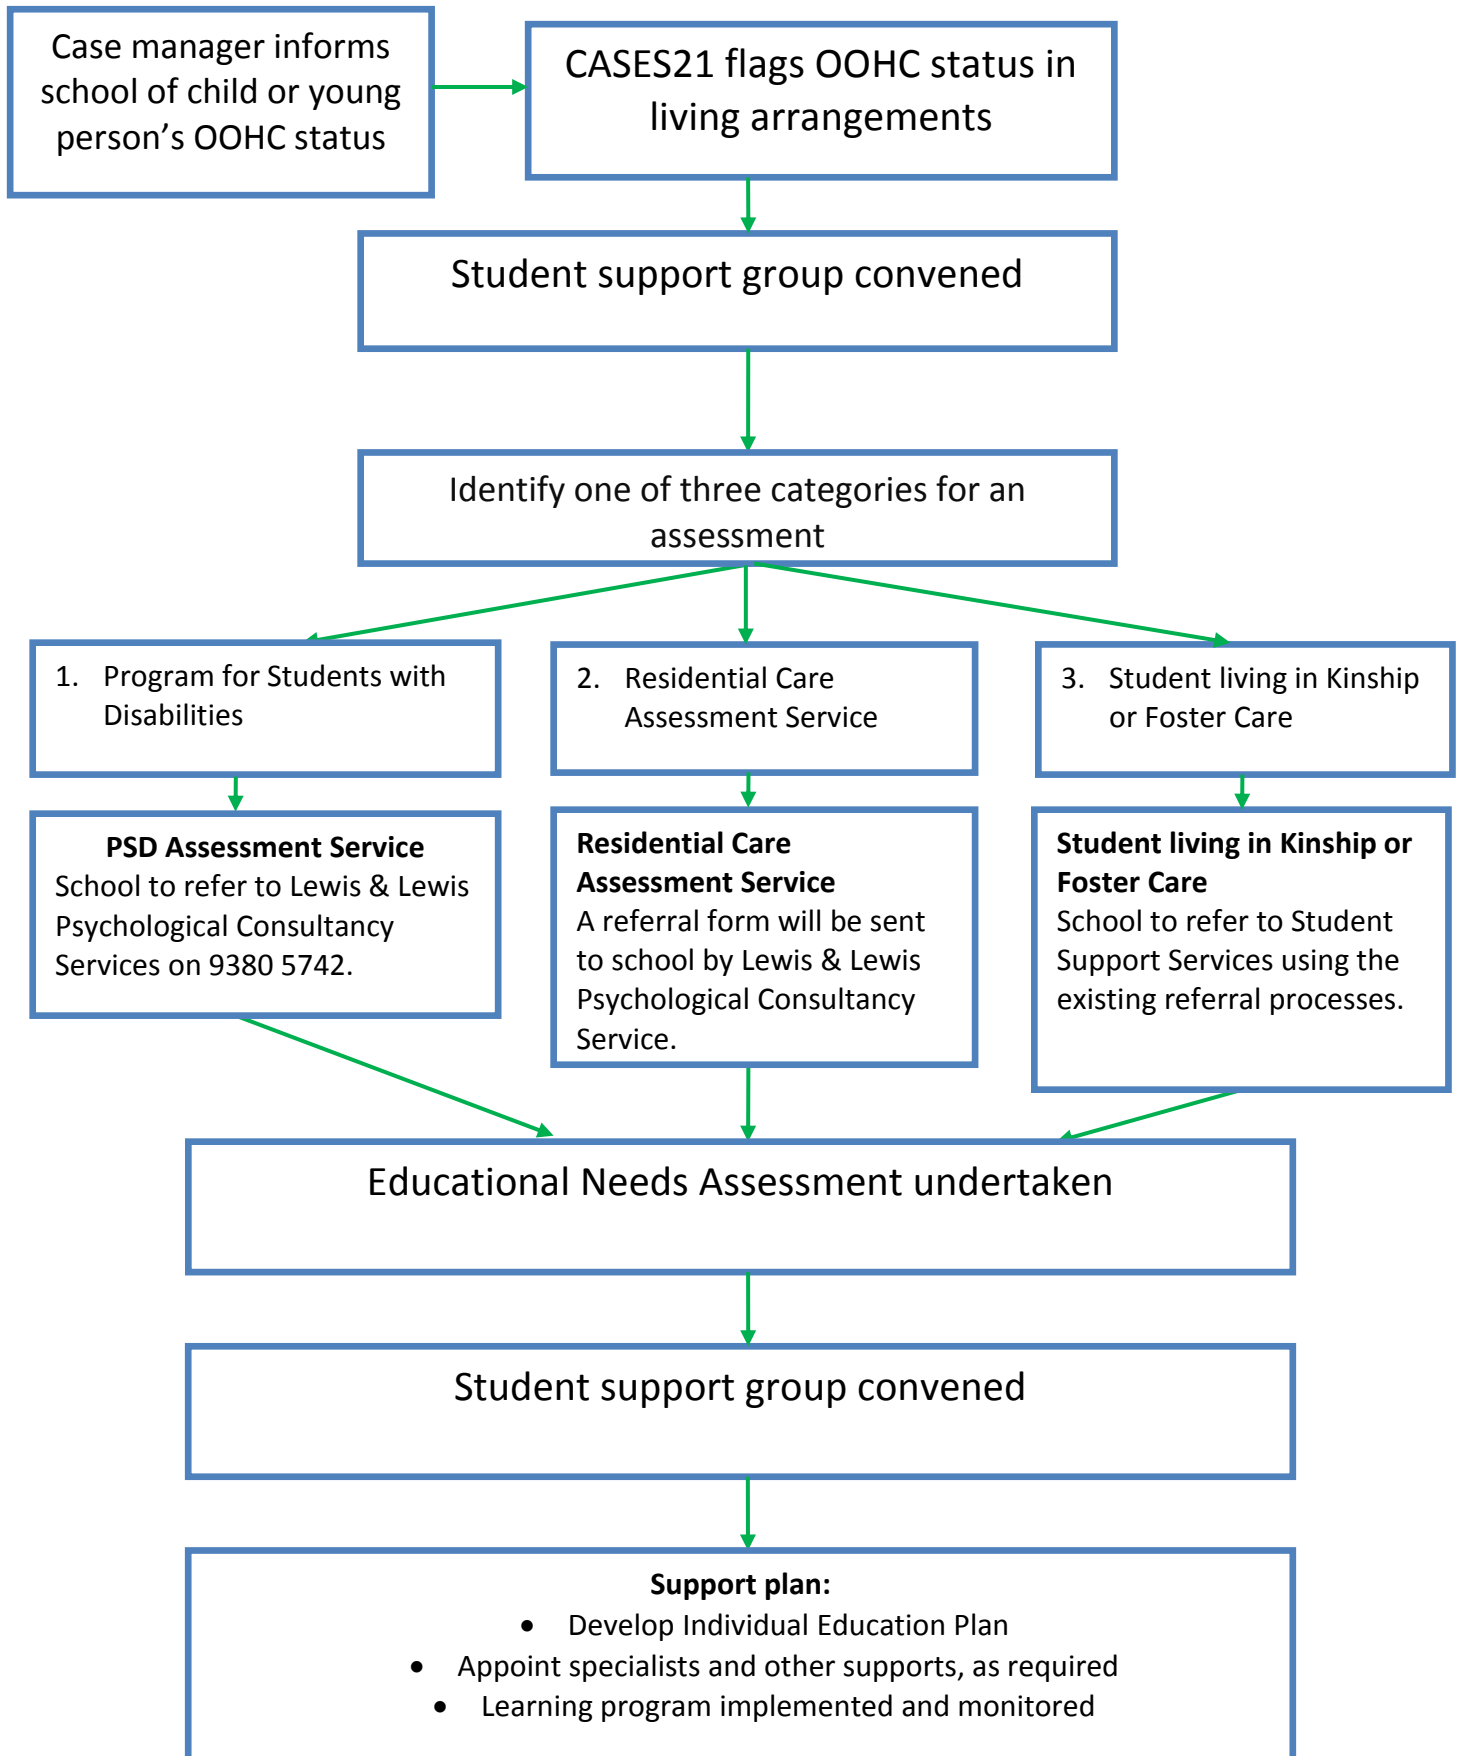 Case manager informs
school of child or young
person's OOHC status
CASES21 flags OOHC status in
living arrangements
Student support group convened
Identify one of three categories for an
assessment
1. Program for Students with
Disabilities
2. Residential Care
Assessment Service
3. Student living in Kinship
or Foster Care
PSD Assessment Service
School to refer to Lewis & Lewis
Psychological Consultancy
Services on 9380 5742.
Residential Care
Assessment Service
A referral form will be sent
to school by Lewis & Lewis
Psychological Consultancy
Service.
Student living in Kinship or
Foster Care
School to refer to Student
Support Services using the
existing referral processes.
Educational Needs Assessment undertaken
Student support group convened
Support plan:
• Develop Individual Education Plan
• Appoint specialists and other supports, as required
• Learning program implemented and monitored